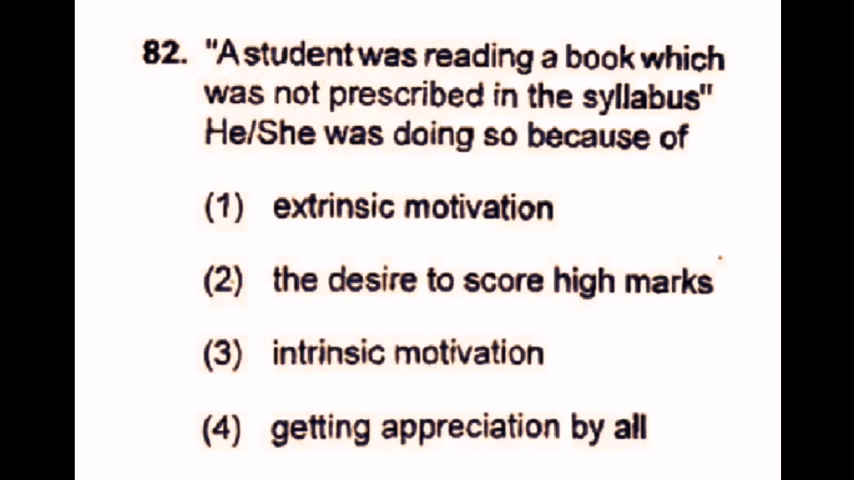 82. "A student was reading a book which
was not prescribed in the syllabus"
He/She was doing so because of
(1) extrinsic motivation
(2) the desire to score high marks
(3) intrinsic motivation
(4) getting appreciation by all